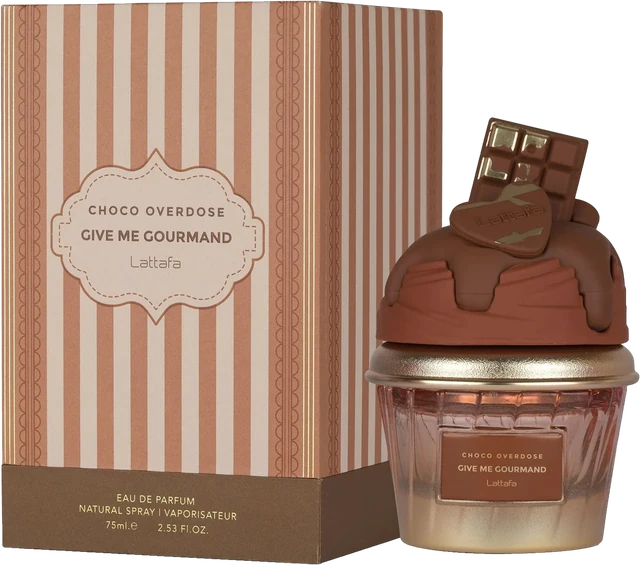 CHOCO OVERDOSE
GIVE ME GOURMAND
Lattafa
EAU DE PARFUM
NATURAL SPRAY | VAPORISATEUR
75ml.e 2.53 Fl.OZ.
Lattafa
CHOCO OVERDOSE
GIVE ME GOURMAND
Lattafa